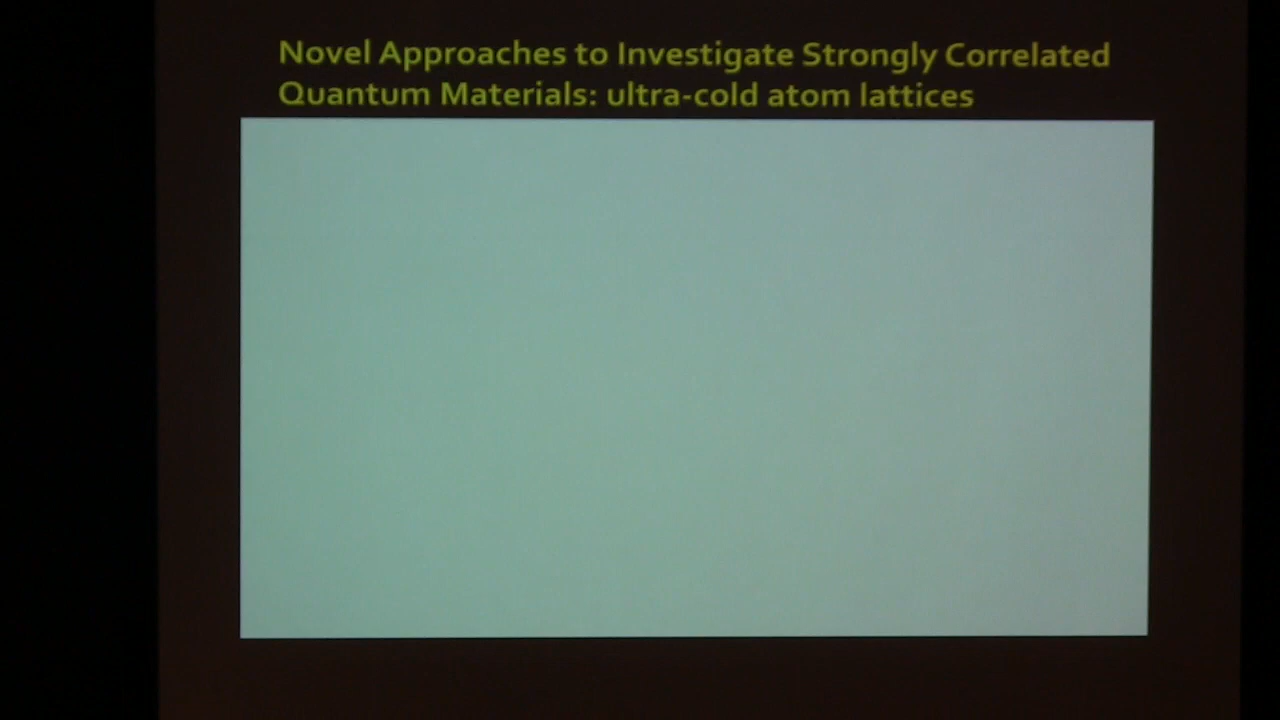 Novel Approaches to Investigate Strongly Correlated
Quantum Materials: ultra-cold atom lattices